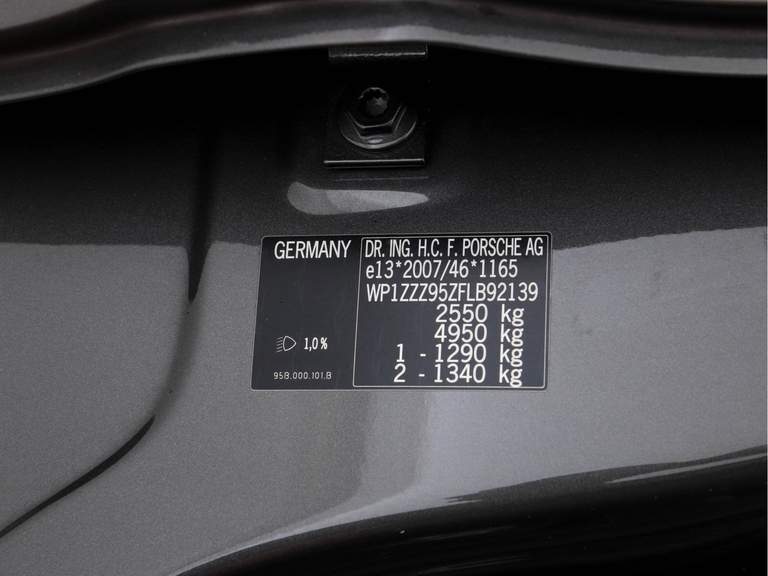 GERMANY
1,0 %
95B.000.101.B
DR. ING. H.C. F. PORSCHE AG
e13*2007/46*1165
WP1ZZZ95ZFLB92139
2550 kg
4950 kg
1 - 1290 kg
2 - 1340 kg